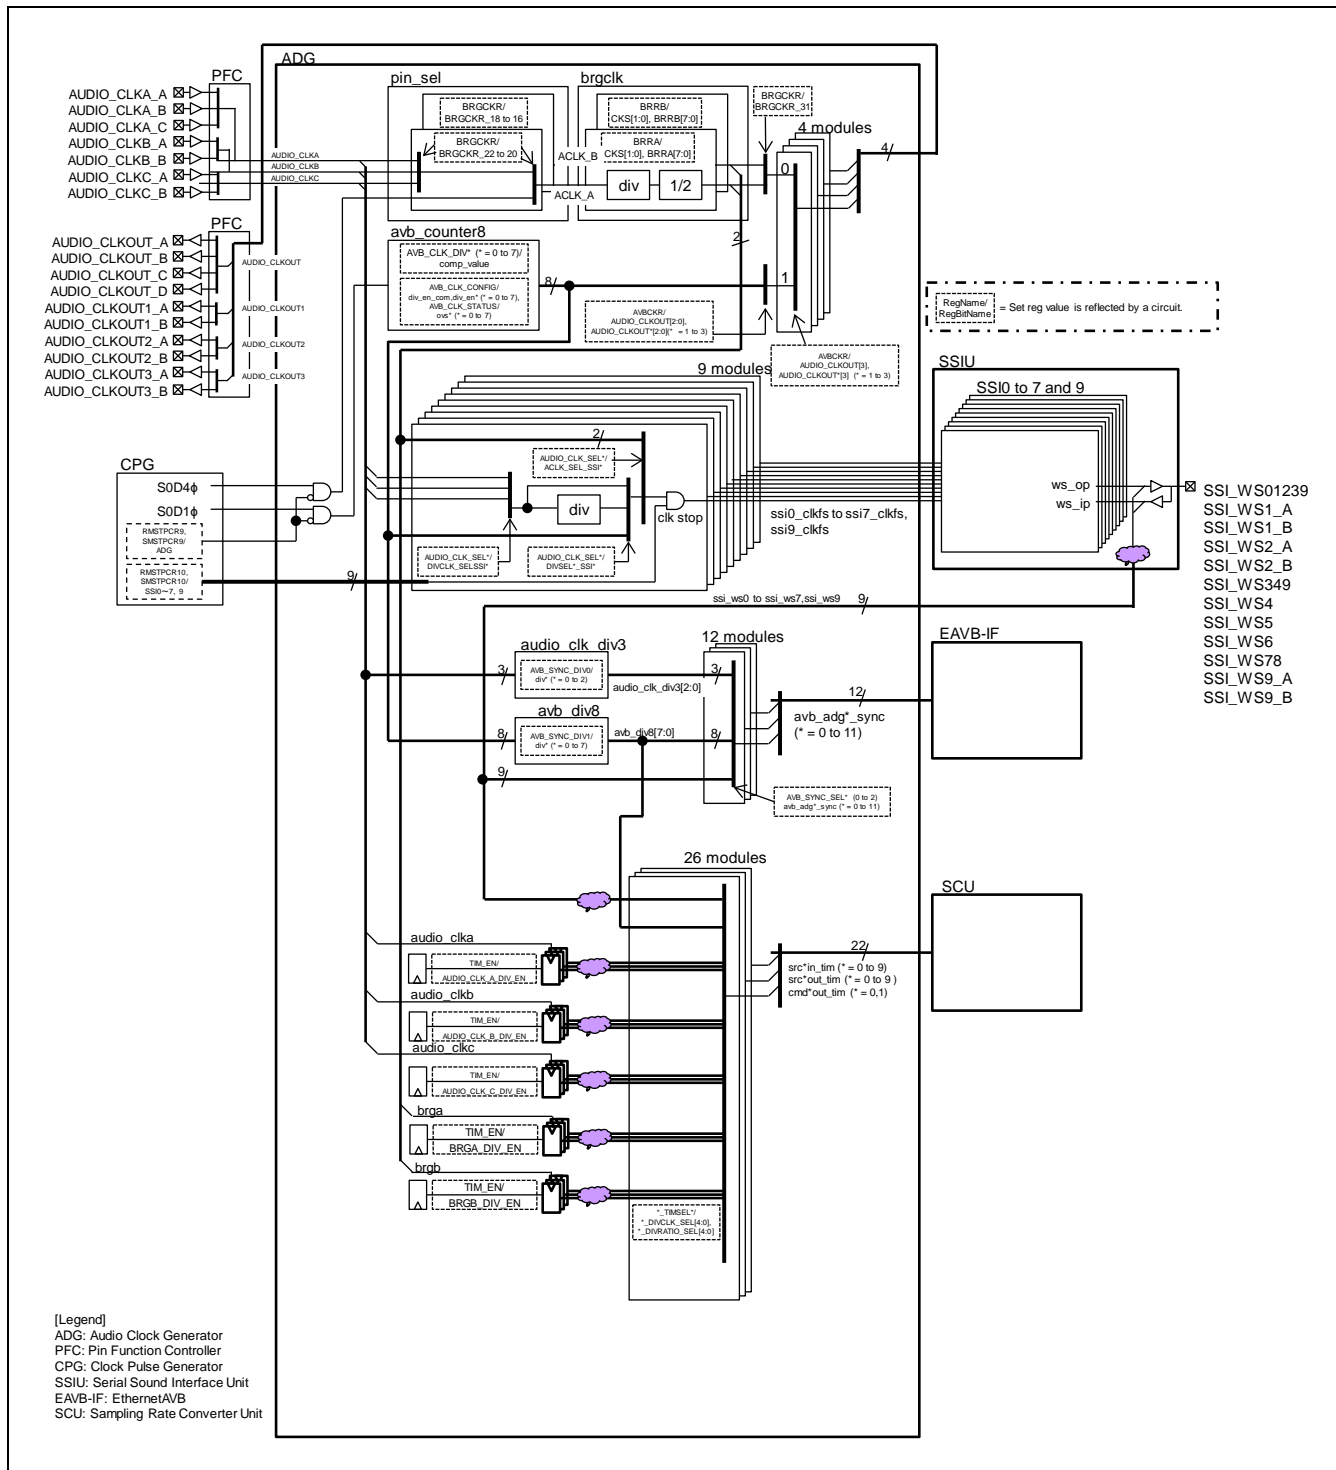 ADG
PFC
AUDIO_CLKA_A
AUDIO_CLKA_B
AUDIO_CLKA_C
AUDIO_CLKB_A
AUDIO_CLKB_B
AUDIO_CLKC_A
AUDIO_CLKC_B
AUDIO_CLKA
AUDIO_CLKB
AUDIO_CLKC
pin_sel
BRGCKR/
BRGCKR_18 to 16
BRGCKR/
BRGCKR_22 to 20
ACLK_B
ACLK_A
brgclk
BRRB/
CKS[1:0], BRRB[7:0]
BRRA/
CKS[1:0], BRRA[7:0]
div
1/2
2
BRGCKR/
BRGCKR_31
4 modules
0
1
4
PFC
AUDIO_CLKOUT_A
AUDIO_CLKOUT_B
AUDIO_CLKOUT_C
AUDIO_CLKOUT_D
AUDIO_CLKOUT1_A
AUDIO_CLKOUT1_B
AUDIO_CLKOUT2_A
AUDIO_CLKOUT2_B
AUDIO_CLKOUT3_A
AUDIO_CLKOUT3_B
AUDIO_CLKOUT
AUDIO_CLKOUT1
AUDIO_CLKOUT2
AUDIO_CLKOUT3
avb_counter8
AVB_CLK_DIV* (* = 0 to 7)/
comp_value
AVB_CLK_CONFIG/
div_en_com,div_en* (* = 0 to 7),
AVB_CLK_STATUS/
ovs* (* = 0 to 7)
8
AVBCKR/
AUDIO_CLKOUT[2:0],
AUDIO_CLKOUT*[2:0](* = 1 to 3)
AVBCKR/
AUDIO_CLKOUT[3],
AUDIO_CLKOUT*[3] (* = 1 to 3)
RegName/
RegBitName
= Set reg value is reflected by a circuit.
CPG
S0D4ϕ
S0D1ϕ
RMSTPCR9,
SMSTPCR9/
ADG
RMSTPCR10,
SMSTPCR10/
SSI0～7, 9
9
9 modules
2
AUDIO_CLK_SEL*/
ACLK_SEL_SSI*
div
clk stop
AUDIO_CLK_SEL*/
DIVCLK_SELSSI*
AUDIO_CLK_SEL*/
DIVSEL*_SSI*
ssi0_clkfs to ssi7_clkfs,
ssi9_clkfs
SSIU
SSI0 to 7 and 9
ws_op
ws_ip
SSI_WS01239
SSI_WS1_A
SSI_WS1_B
SSI_WS2_A
SSI_WS2_B
SSI_WS349
SSI_WS4
SSI_WS5
SSI_WS6
SSI_WS78
SSI_WS9_A
SSI_WS9_B
ssi_ws0 to ssi_ws7,ssi_ws9
9
audio_clk_div3
3
AVB_SYNC_DIV0/
div* (* = 0 to 2)
audio_clk_div3[2:0]
avb_div8
8
AVB_SYNC_DIV1/
div* (* = 0 to 7)
avb_div8[7:0]
9
12 modules
3
8
AVB_SYNC_SEL* (0 to 2)
avb_adg*_sync (* = 0 to 11)
12
avb_adg*_sync
(* = 0 to 11)
EAVB-IF
26 modules
SCU
22
src*in_tim (* = 0 to 9)
src*out_tim (* = 0 to 9 )
cmd*out_tim (* = 0,1)
audio_clka
TIM_EN/
AUDIO_CLK_A_DIV_EN
audio_clkb
TIM_EN/
AUDIO_CLK_B_DIV_EN
audio_clkc
TIM_EN/
AUDIO_CLK_C_DIV_EN
brga
TIM_EN/
BRGA_DIV_EN
brgb
TIM_EN/
BRGB_DIV_EN
*_TIMSEL*/
*_DIVCLK_SEL[4:0],
*_DIVRATIO_SEL[4:0]
[Legend]
ADG: Audio Clock Generator
PFC: Pin Function Controller
CPG: Clock Pulse Generator
SSIU: Serial Sound Interface Unit
EAVB-IF: EthernetAVB
SCU: Sampling Rate Converter Unit